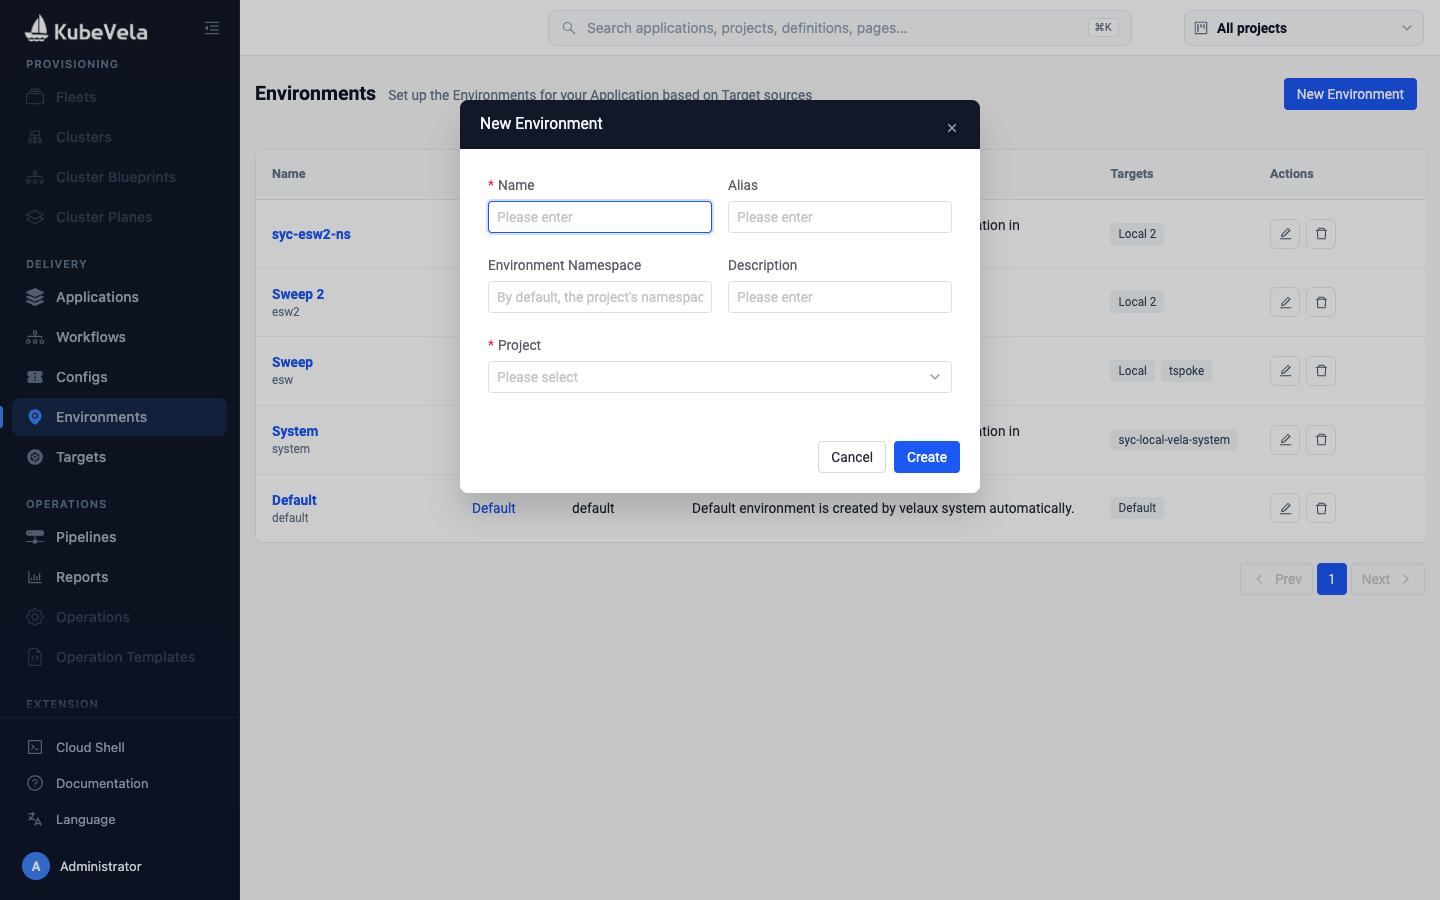 KubeVela
Search applications, projects, definitions, pages...
⌘K
All projects
PROVISIONING
Fleets
Clusters
Cluster Blueprints
Cluster Planes
DELIVERY
Applications
Workflows
Configs
Environments
Targets
OPERATIONS
Pipelines
Reports
Operations
Operation Templates
EXTENSION
Cloud Shell
Documentation
Language
A Administrator
Environments Set up the Environments for your Application based on Target sources
New Environment
Name Targets Actions
syc-esw2-ns ation in Local 2
Sweep 2
esw2
Local 2
Sweep
esw
Local tspoke
System
system
ation in
syc-local-vela-system
Default
default
Default default Default environment is created by velaux system automatically. Default
Prev 1 Next
New Environment
* Name Alias
Please enter Please enter
Environment Namespace Description
By default, the project's namespac Please enter
* Project
Please select
Cancel Create